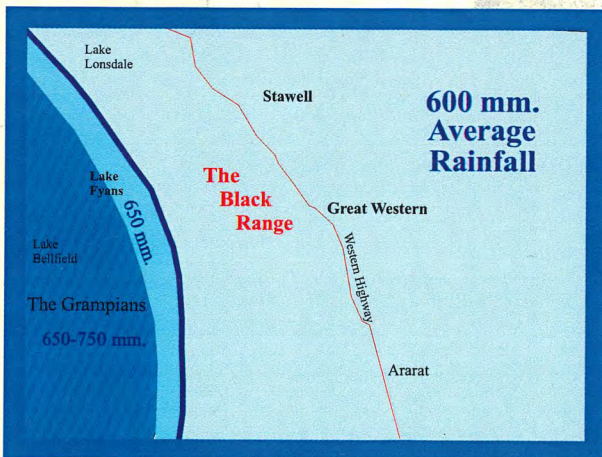 Lake
Lonsdale
Stawell
600 mm.
Average
Rainfall
The
Black
Range
Lake
Fyans
650 mm.
Great Western
Western Highway
Lake
Bellfield
The Grampians
650-750 mm.
Ararat